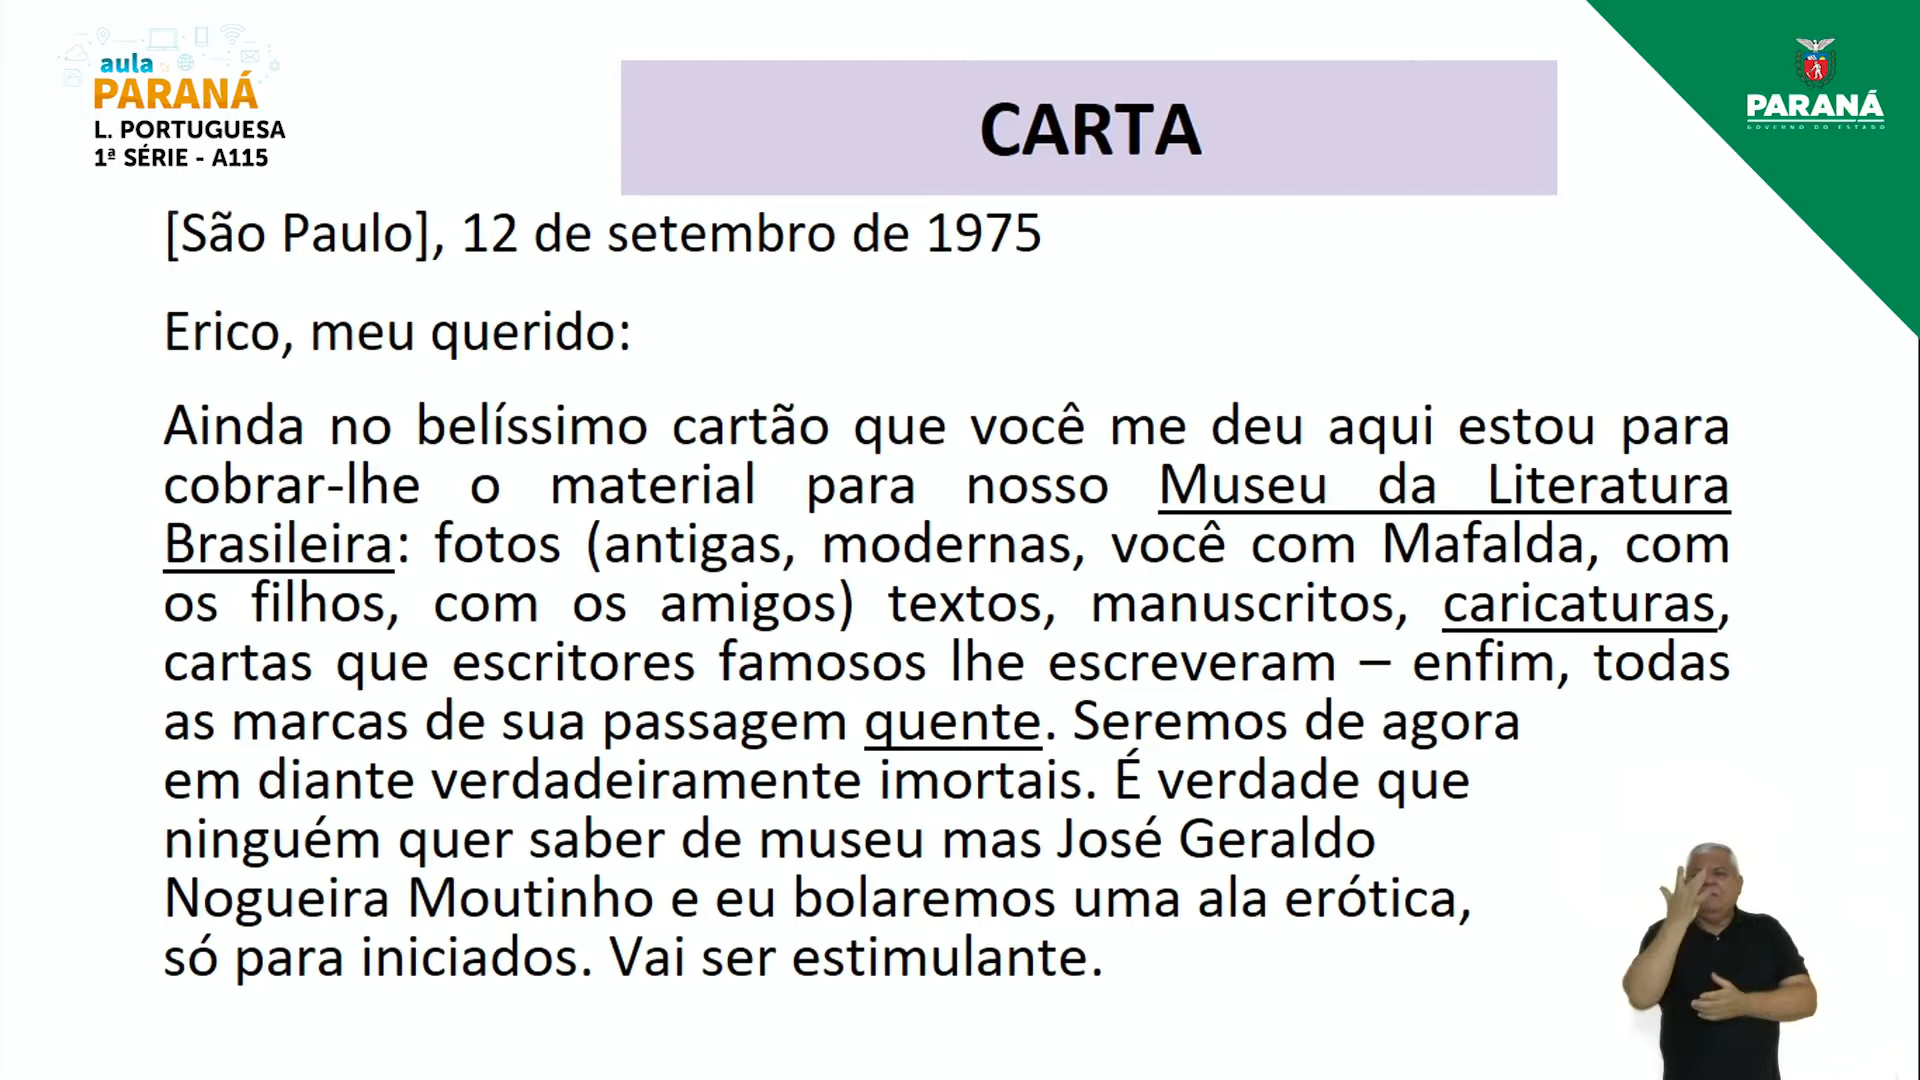 aula
PARANÁ
L. PORTUGUESA
1ª SÉRIE - A115
CARTA
PARANÁ
GOVERNO DO ESTADO
[São Paulo], 12 de setembro de 1975
Erico, meu querido:
Ainda no belíssimo cartão que você me deu aqui estou para
cobrar-lhe o material para nosso Museu da Literatura
Brasileira: fotos (antigas, modernas, você com Mafalda, com
os filhos, com os amigos) textos, manuscritos, caricaturas,
cartas que escritores famosos lhe escreveram – enfim, todas
as marcas de sua passagem quente. Seremos de agora
em diante verdadeiramente imortais. É verdade que
ninguém quer saber de museu mas José Geraldo
Nogueira Moutinho e eu bolaremos uma ala erótica,
só para iniciados. Vai ser estimulante.